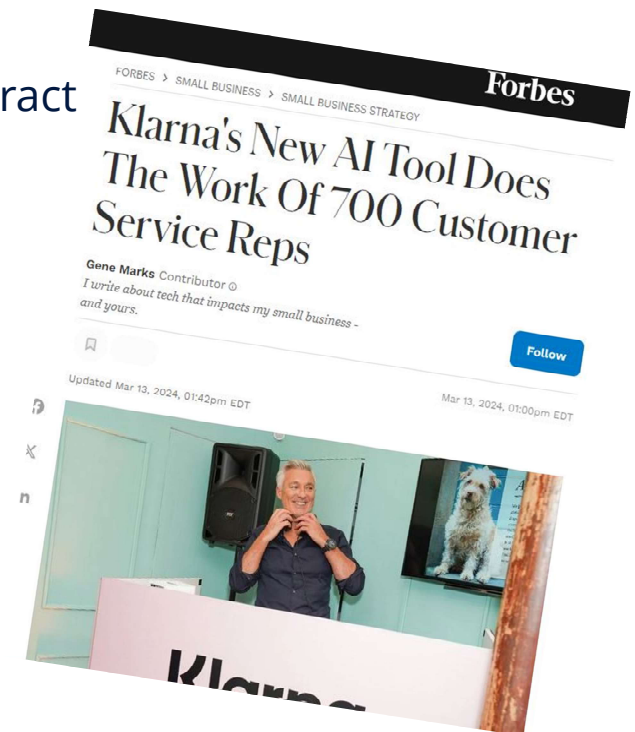 ract
Forbes
FORBES > SMALL BUSINESS > SMALL BUSINESS STRATEGY
Klarna's New AI Tool Does
The Work Of 700 Customer
Service Reps
Gene Marks Contributor
I write about tech that impacts my small business -
and yours.
Follow
Updated Mar 13, 2024, 01:42pm EDT
Mar 13, 2024, 01:00pm EDT
Klarna